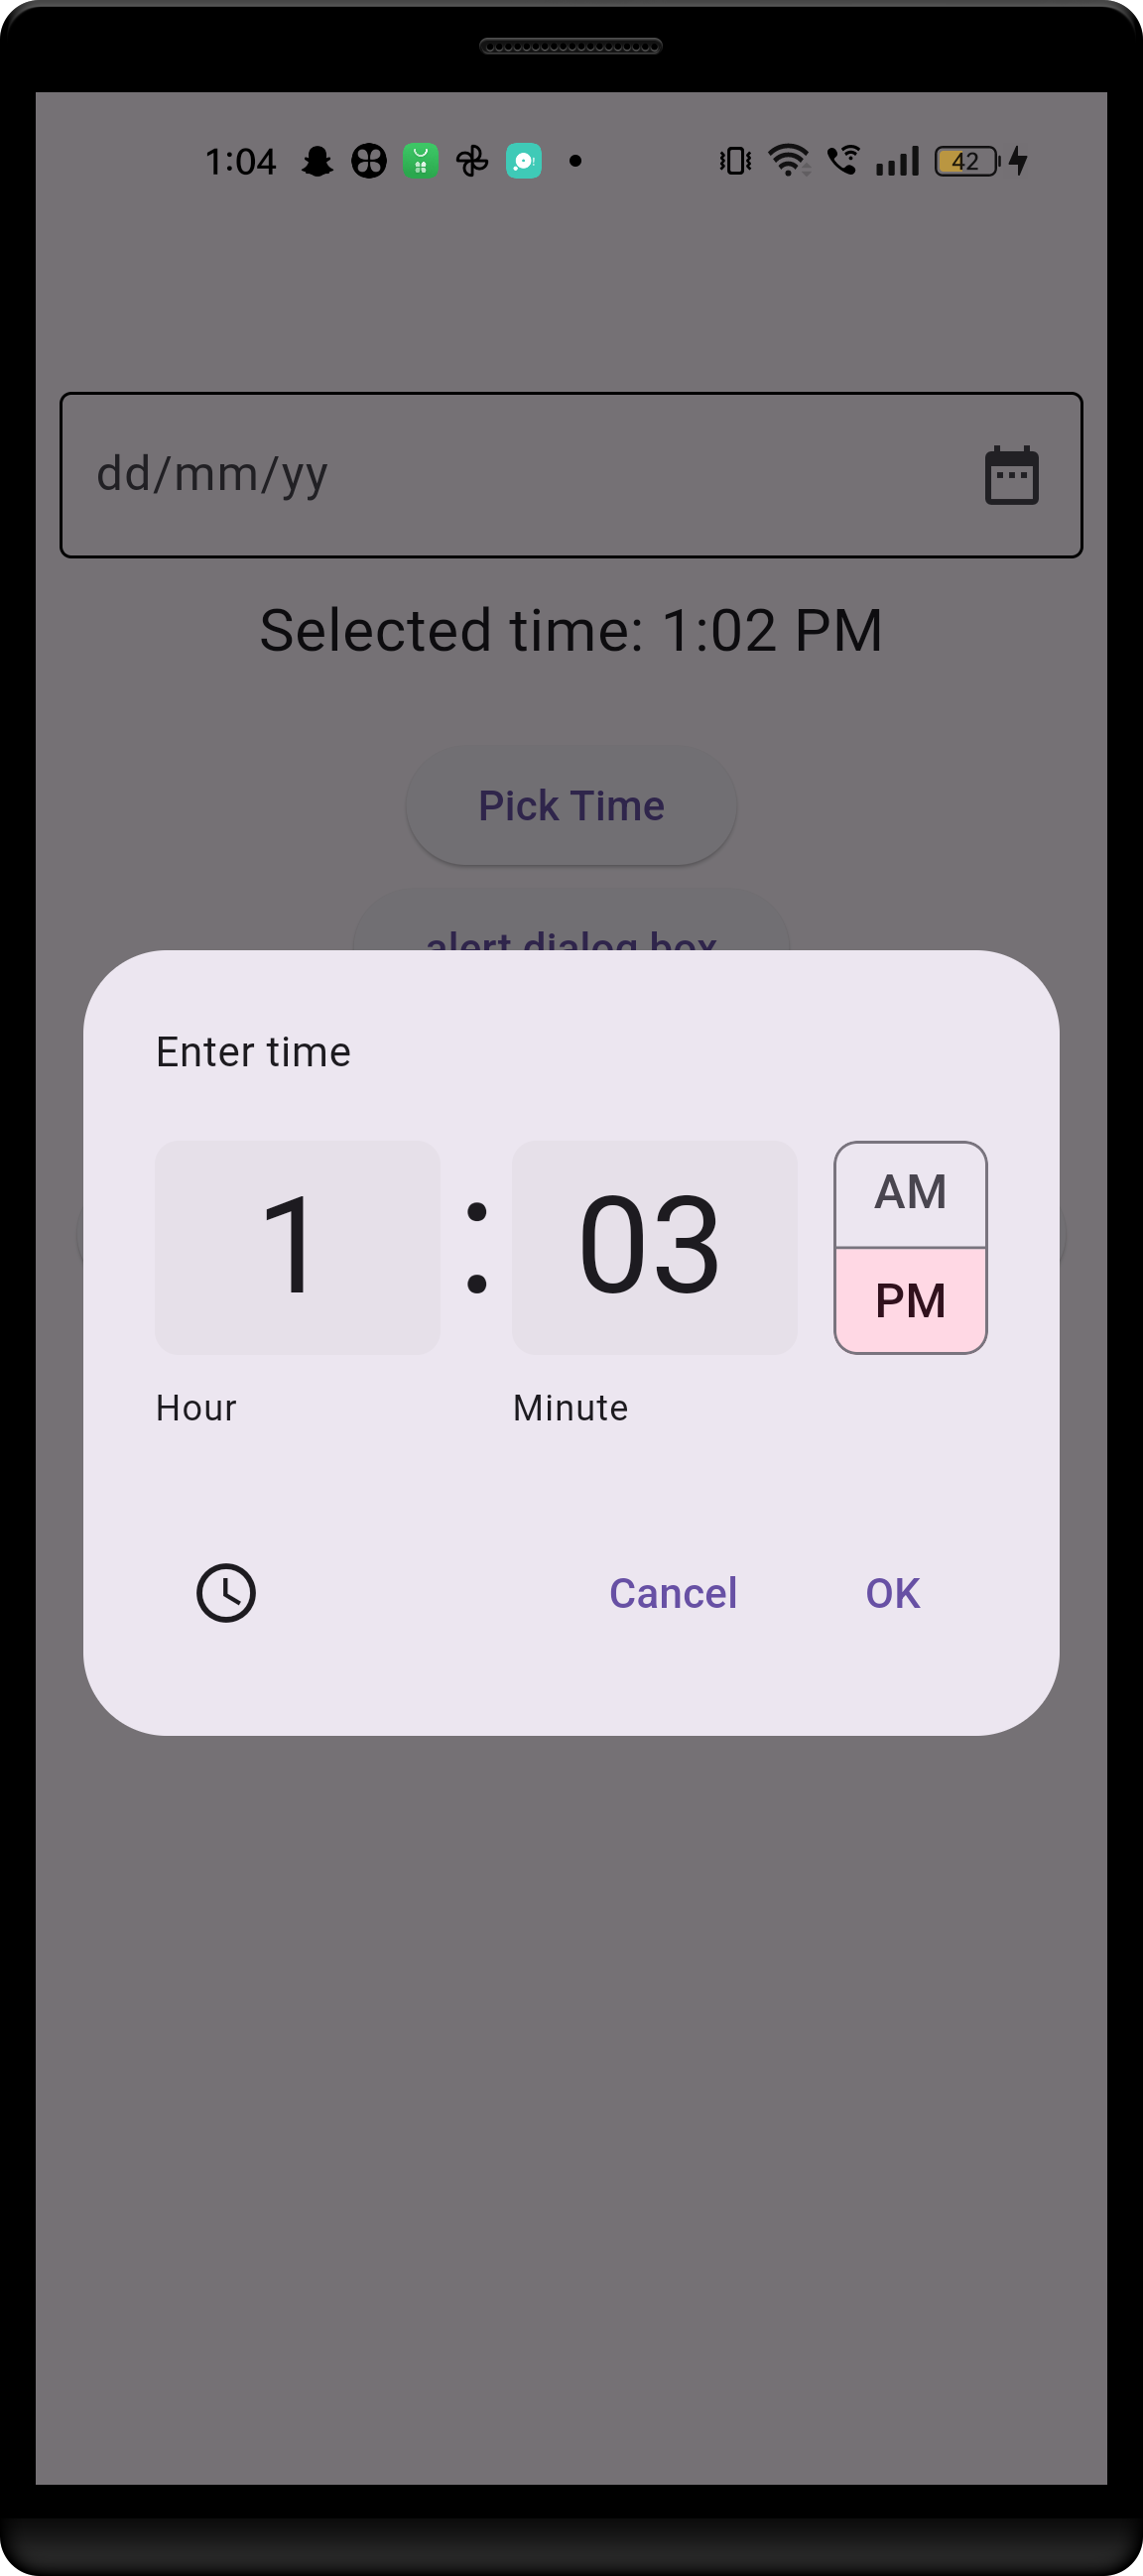 1:04 42
dd/mm/yy
Selected time: 1:02 PM
Pick Time
alert dialog box
Enter time
1 : 03 AM
PM
Hour Minute
Cancel OK